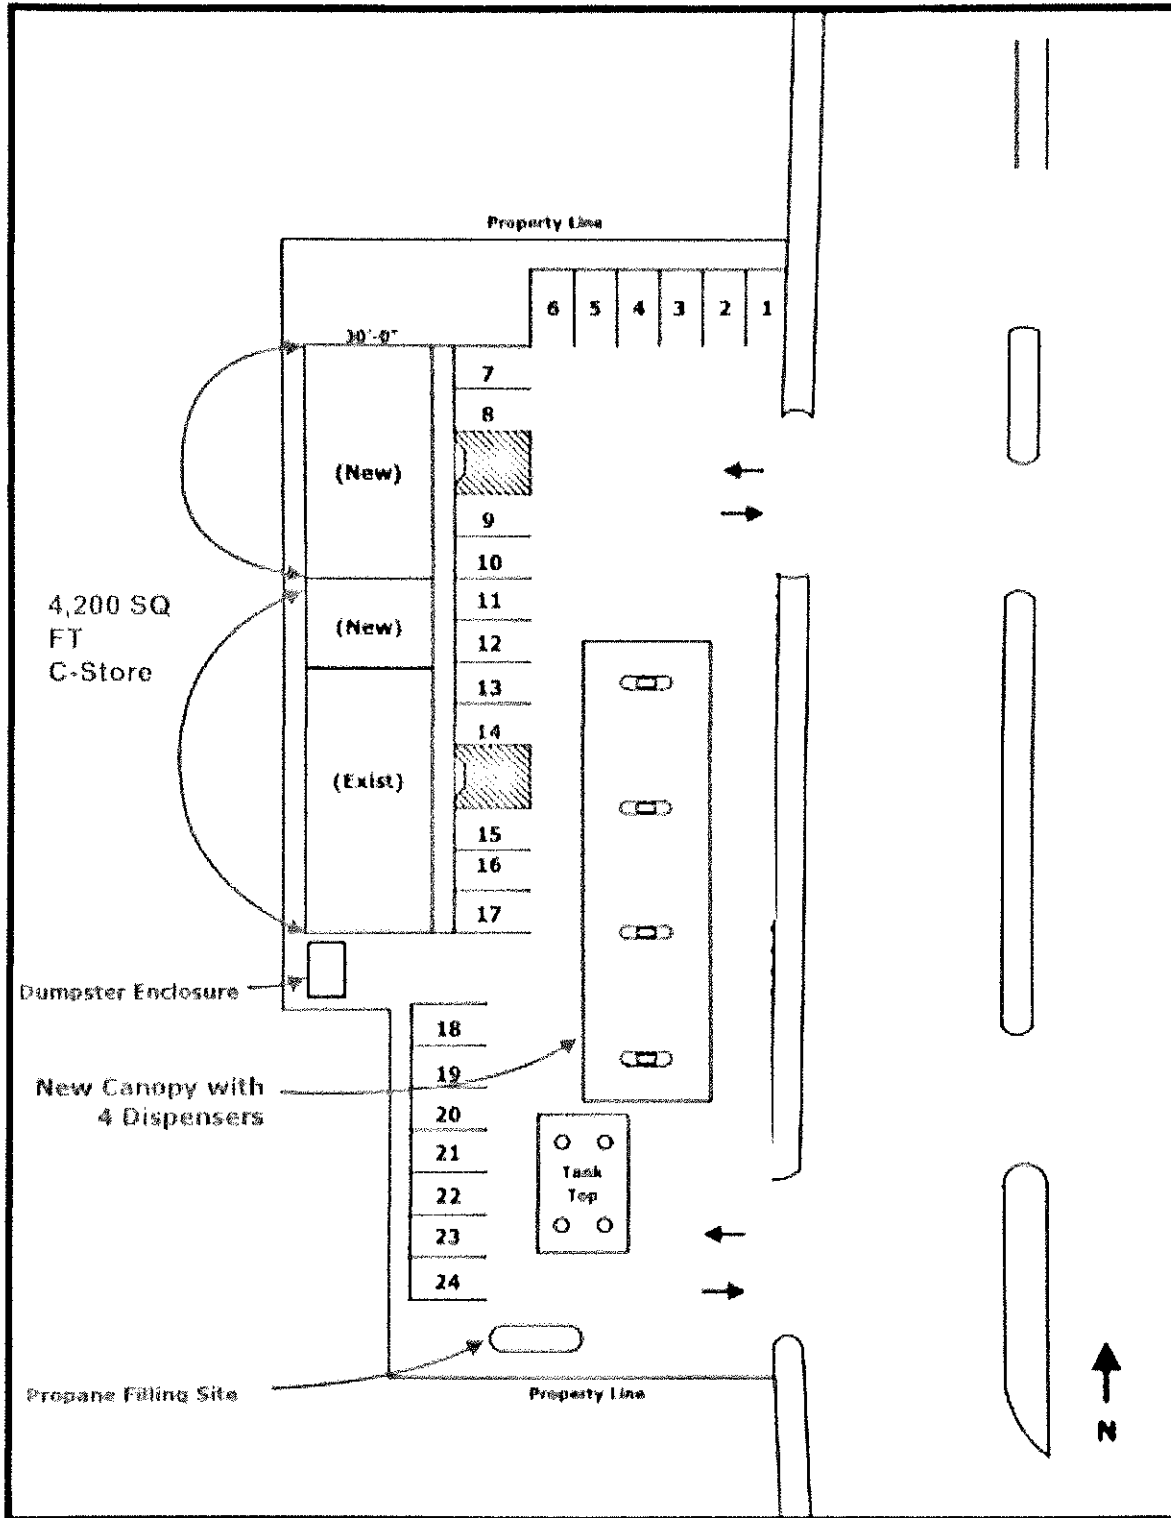 Property Line
6 5 4 3 2 1
7
8
(New)
9
10
4,200 SQ
FT
C-Store
11
(New)
12
13
14
(Exist)
15
16
17
Dumpster Enclosure
18
New Canopy with
4 Dispensers
19
20
21
22
23
24
Tank
Top
Propane Filling Site
Property Line
N